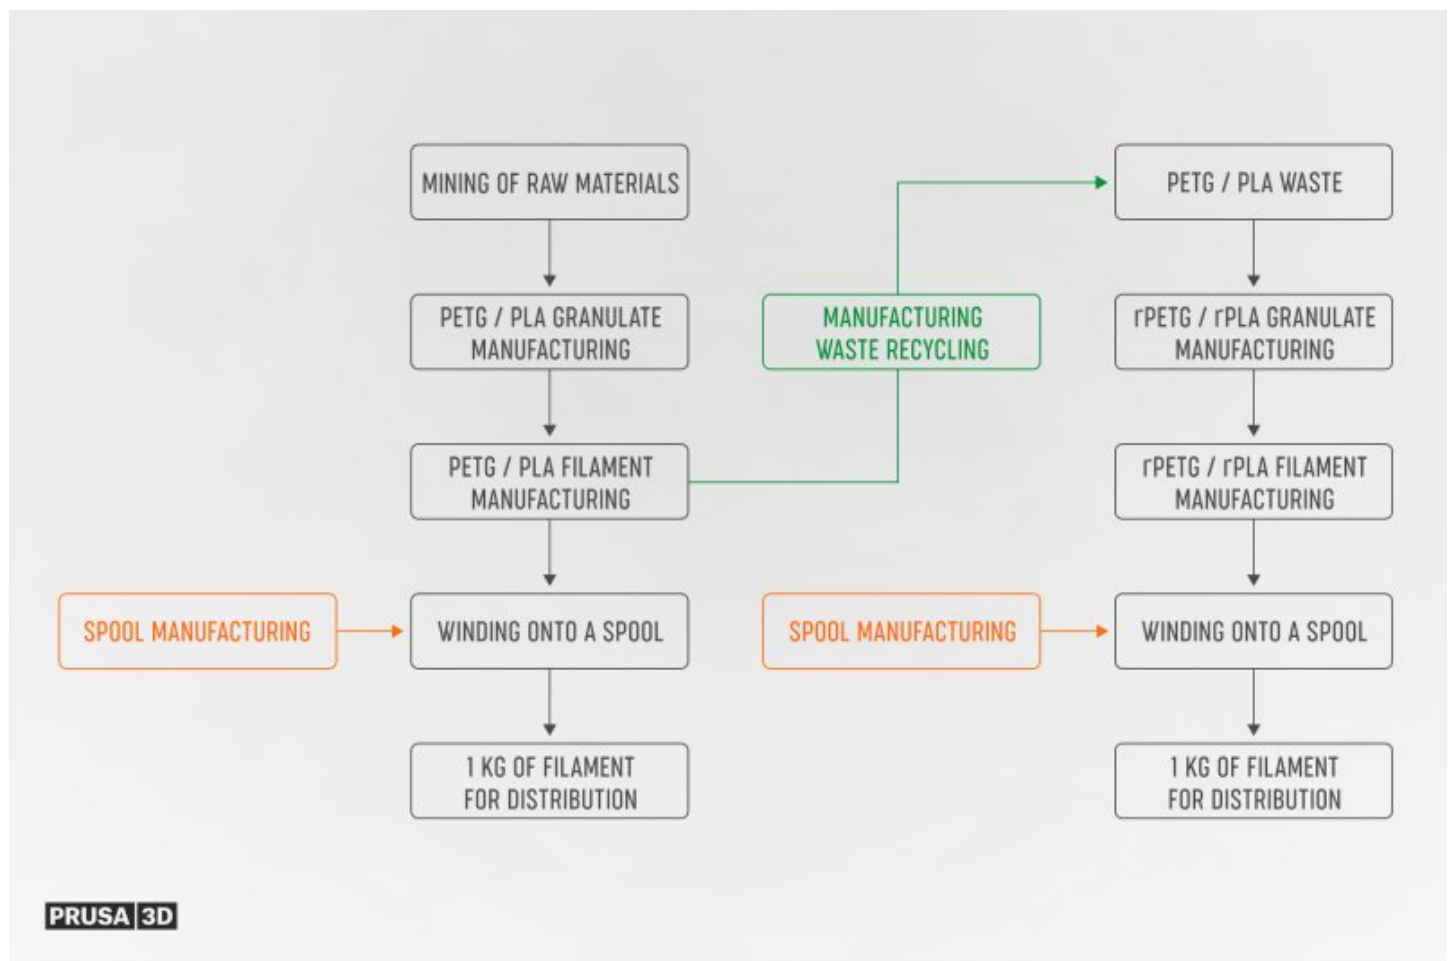 MINING OF RAW MATERIALS
PETG / PLA GRANULATE
MANUFACTURING
PETG / PLA FILAMENT
MANUFACTURING
SPOOL MANUFACTURING
WINDING ONTO A SPOOL
1 KG OF FILAMENT
FOR DISTRIBUTION
MANUFACTURING
WASTE RECYCLING
PETG / PLA WASTE
rPETG / rPLA GRANULATE
MANUFACTURING
rPETG / rPLA FILAMENT
MANUFACTURING
SPOOL MANUFACTURING
WINDING ONTO A SPOOL
1 KG OF FILAMENT
FOR DISTRIBUTION
PRUSA 3D